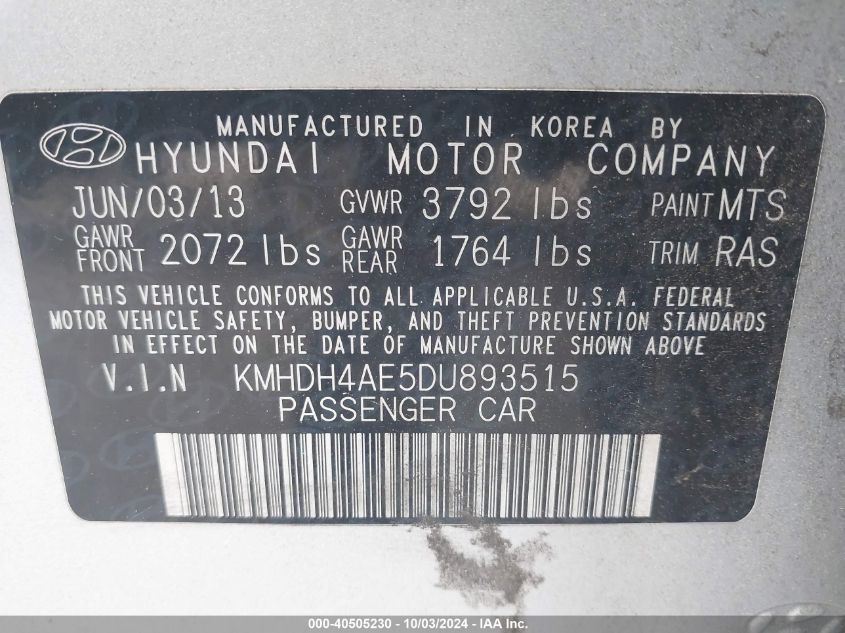 MANUFACTURED IN KOREA BY
HYUNDAI MOTOR COMPANY
JUN/03/13 GVWR 3792 lbs PAINT MTS
GAWR FRONT 2072 lbs GAWR REAR 1764 lbs TRIM RAS
THIS VEHICLE CONFORMS TO ALL APPLICABLE U.S.A. FEDERAL
MOTOR VEHICLE SAFETY, BUMPER, AND THEFT PREVENTION STANDARDS
IN EFFECT ON THE DATE OF MANUFACTURE SHOWN ABOVE
V.I.N KMHDH4AE5DU893515
PASSENGER CAR
000-40505230 - 10/03/2024 - IAA Inc.